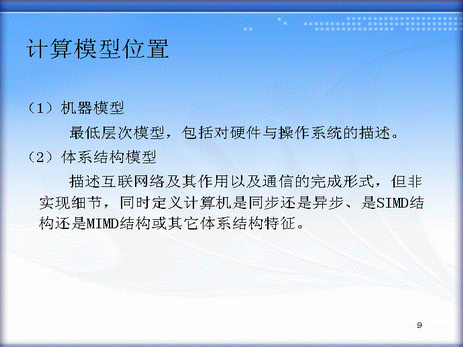 计算模型位置
（1）机器模型
最低层次模型，包括对硬件与操作系统的描述。
（2）体系结构模型
描述互联网络及其作用以及通信的完成形式，但非
实现细节，同时定义计算机是同步还是异步、是SIMD结
构还是MIMD结构或其它体系结构特征。
9